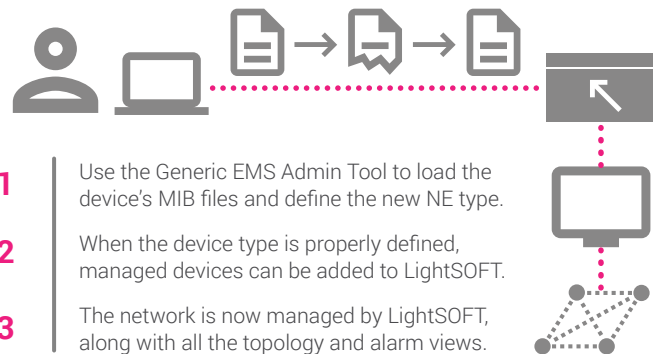 1
Use the Generic EMS Admin Tool to load the
device's MIB files and define the new NE type.
2
When the device type is properly defined,
managed devices can be added to LightSOFT.
3
The network is now managed by LightSOFT,
along with all the topology and alarm views.